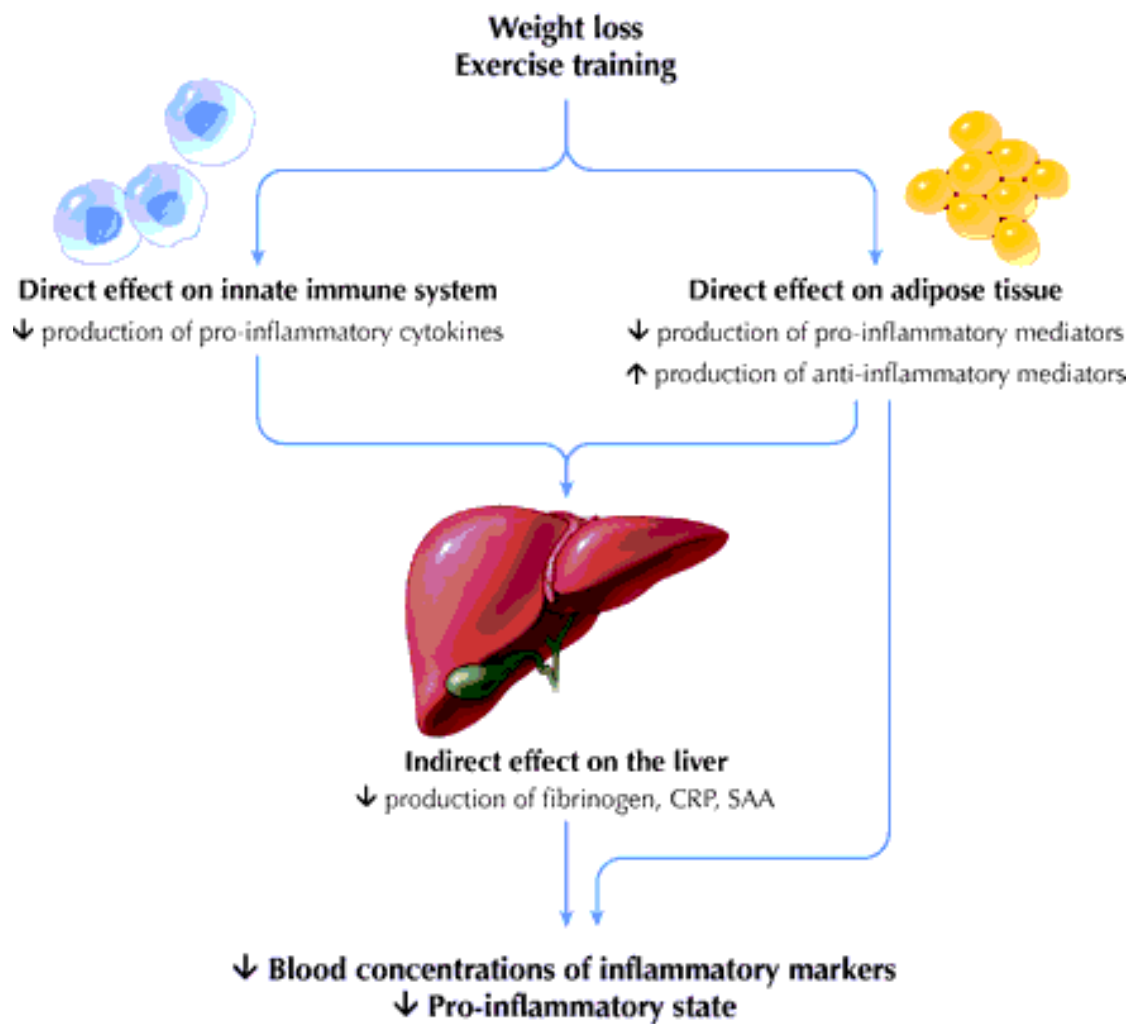 Weight loss
Exercise training
Direct effect on innate immune system
↓ production of pro-inflammatory cytokines
Direct effect on adipose tissue
↓ production of pro-inflammatory mediators
↑ production of anti-inflammatory mediators
Indirect effect on the liver
↓ production of fibrinogen, CRP, SAA
↓ Blood concentrations of inflammatory markers
↓ Pro-inflammatory state